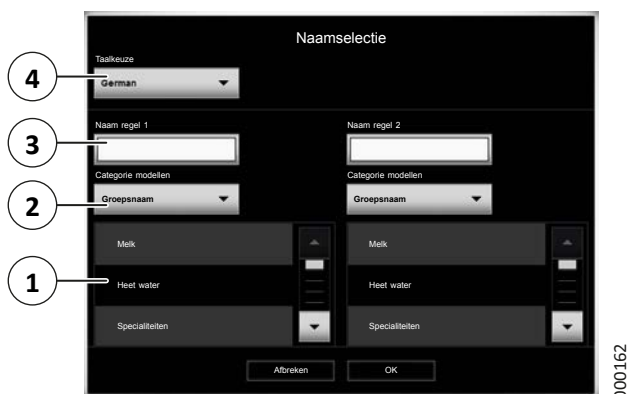 Naamselectie
Taalkeuze
4
German
Naam regel 1
Naam regel 2
3
Categorie modellen
Categorie modellen
2
Groepsnaam
Groepsnaam
Melk
Melk
1
Heet water
Heet water
Specialiteiten
Specialiteiten
Afbreken
OK
000162